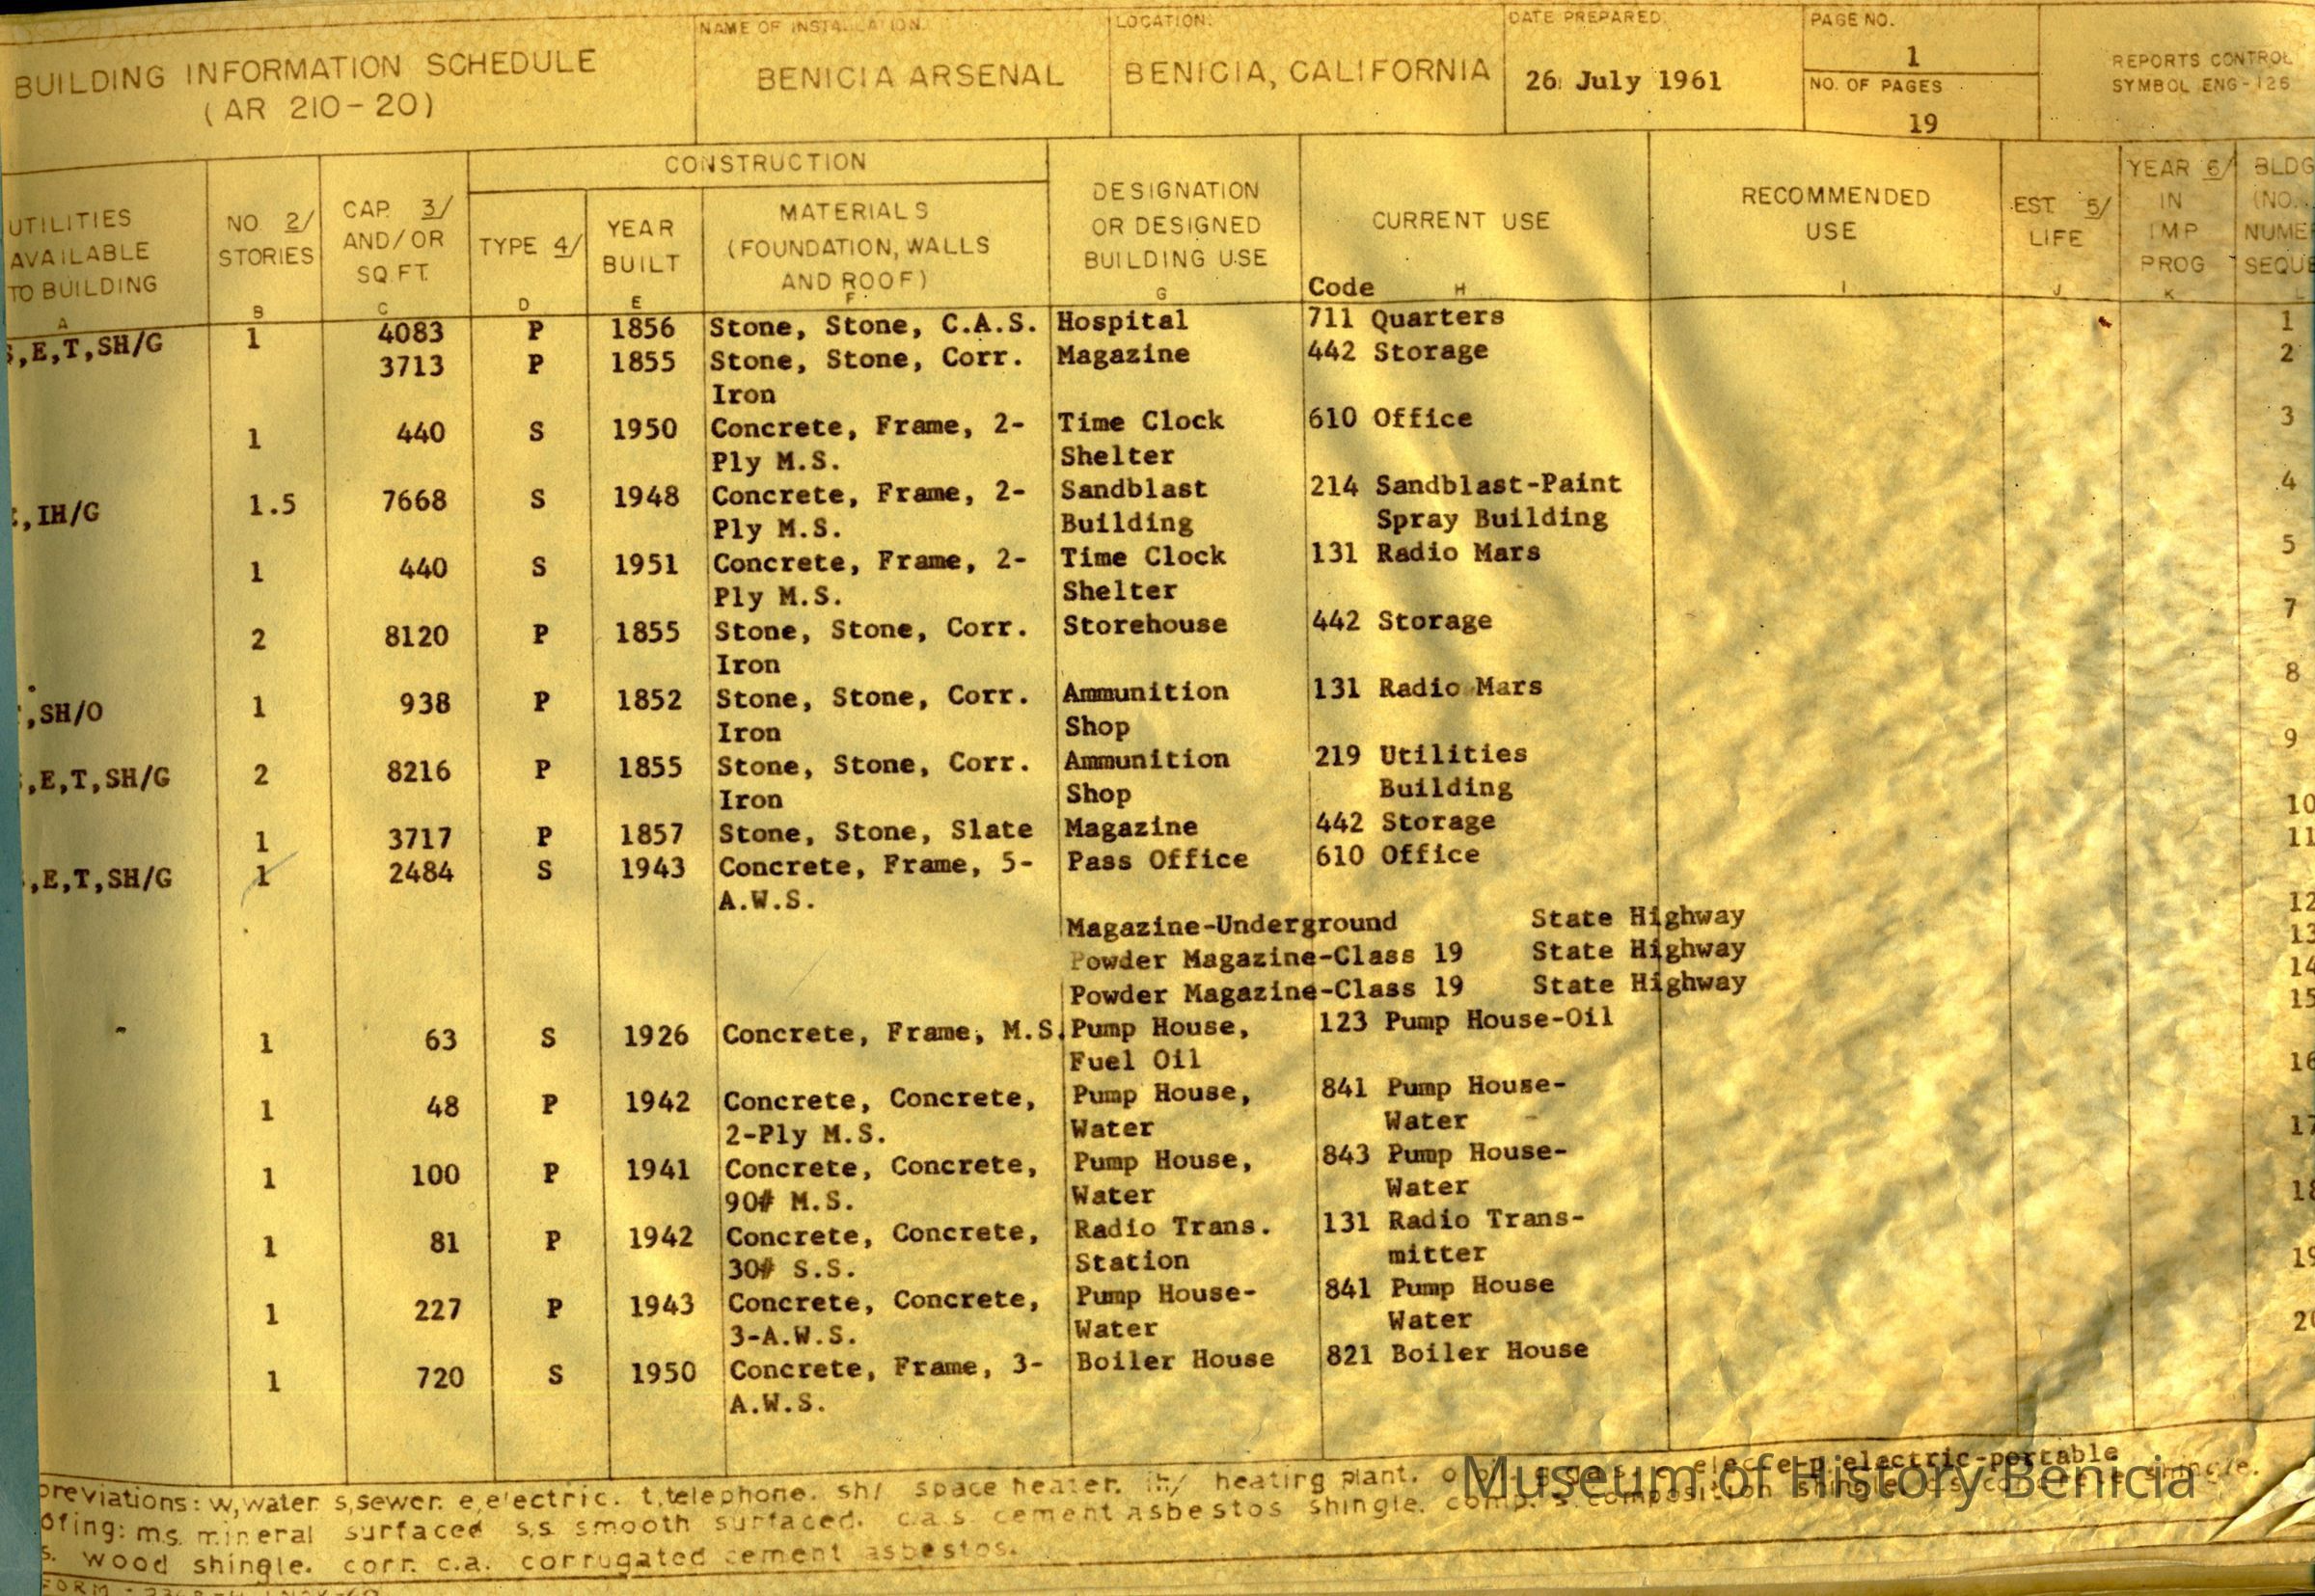 BUILDING INFORMATION SCHEDULE
(AR 210-20)
NAME OF INSTALLATION.
BENICIA ARSENAL
LOCATION:
BENICIA, CALIFORNIA
DATE PREPARED:
26 July 1961
PAGE NO.
1
NO. OF PAGES
19
REPORTS CONTROL
SYMBOL ENG-126
UTILITIES
AVAILABLE
TO BUILDING
A
NO. 2/
STORIES
B
CAP. 3/
AND/OR
SQ.FT.
C
CONSTRUCTION
TYPE 4/
D
YEAR
BUILT
E
MATERIALS
(FOUNDATION, WALLS
AND ROOF)
F
DESIGNATION
OR DESIGNED
BUILDING USE
G
CURRENT USE
Code H
RECOMMENDED
USE
I
EST. 5/
LIFE
J
YEAR 6/
IN
IMP
PROG
K
BLDG
(NO.
NUME
SEQUE
L
,E,T,SH/G 1 4083 P 1856 Stone, Stone, C.A.S. Hospital 711 Quarters 1
3713 P 1855 Stone, Stone, Corr. Magazine 442 Storage 2
Iron
1 440 S 1950 Concrete, Frame, 2- Time Clock 610 Office 3
Ply M.S. Shelter
,IH/G 1.5 7668 S 1948 Concrete, Frame, 2- Sandblast 214 Sandblast-Paint 4
Ply M.S. Building Spray Building
1 440 S 1951 Concrete, Frame, 2- Time Clock 131 Radio Mars 5
Ply M.S. Shelter
2 8120 P 1855 Stone, Stone, Corr. Storehouse 442 Storage 7
Iron
,SH/O 1 938 P 1852 Stone, Stone, Corr. Ammunition 131 Radio Mars 8
Iron Shop
,E,T,SH/G 2 8216 P 1855 Stone, Stone, Corr. Ammunition 219 Utilities 9
Iron Shop Building
1 3717 P 1857 Stone, Stone, Slate Magazine 442 Storage 10
,E,T,SH/G 1 2484 S 1943 Concrete, Frame, 5- Pass Office 610 Office 11
A.W.S.
Magazine-Underground State Highway 12
Powder Magazine-Class 19 State Highway 13
Powder Magazine-Class 19 State Highway 14
1 63 S 1926 Concrete, Frame, M.S. Pump House, 123 Pump House-Oil 15
Fuel Oil
1 48 P 1942 Concrete, Concrete, Pump House, 841 Pump House- 16
2-Ply M.S. Water Water
1 100 P 1941 Concrete, Concrete, Pump House, 843 Pump House- 17
90# M.S. Water Water
1 81 P 1942 Concrete, Concrete, Radio Trans. 131 Radio Trans- 18
30# S.S. Station mitter
1 227 P 1943 Concrete, Concrete, Pump House- 841 Pump House 19
3-A.W.S. Water Water
1 720 S 1950 Concrete, Frame, 3- Boiler House 821 Boiler House 20
A.W.S.
breviations: w,water. s,sewer. e,electric. t,telephone. sh/ space heater. ih/ heating plant. electric-portable
ofing: m.s. mineral surfaced s.s. smooth surfaced. c.a.s. cement asbestos shingle. comp. s. composition shingle. shingle.
s. wood shingle. corr. c.a. corrugated cement asbestos.
FORM
Museum of History Benicia